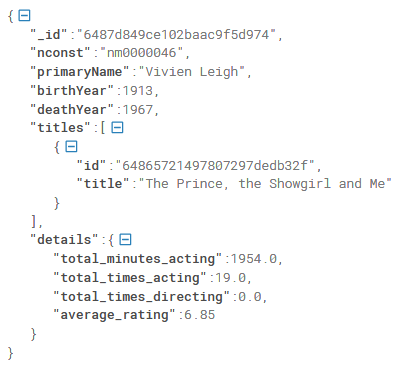 {
"_id":"6487d849ce102baac9f5d974",
"nconst":"nm0000046",
"primaryName":"Vivien Leigh",
"birthYear":1913,
"deathYear":1967,
"titles":[
{
"id":"64865721497807297dedb32f",
"title":"The Prince, the Showgirl and Me"
}
],
"details":{
"total_minutes_acting":1954.0,
"total_times_acting":19.0,
"total_times_directing":0.0,
"average_rating":6.85
}
}